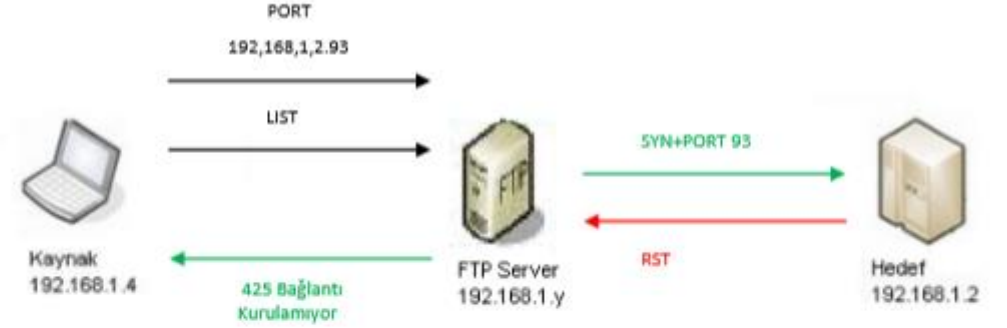 PORT
192,168,1,2.93
LIST
SYN+PORT 93
FTP
RST
Kaynak
192.168.1.4
425 Bağlantı
Kurulamıyor
FTP Server
192.168.1.y
Hedef
192.168.1.2